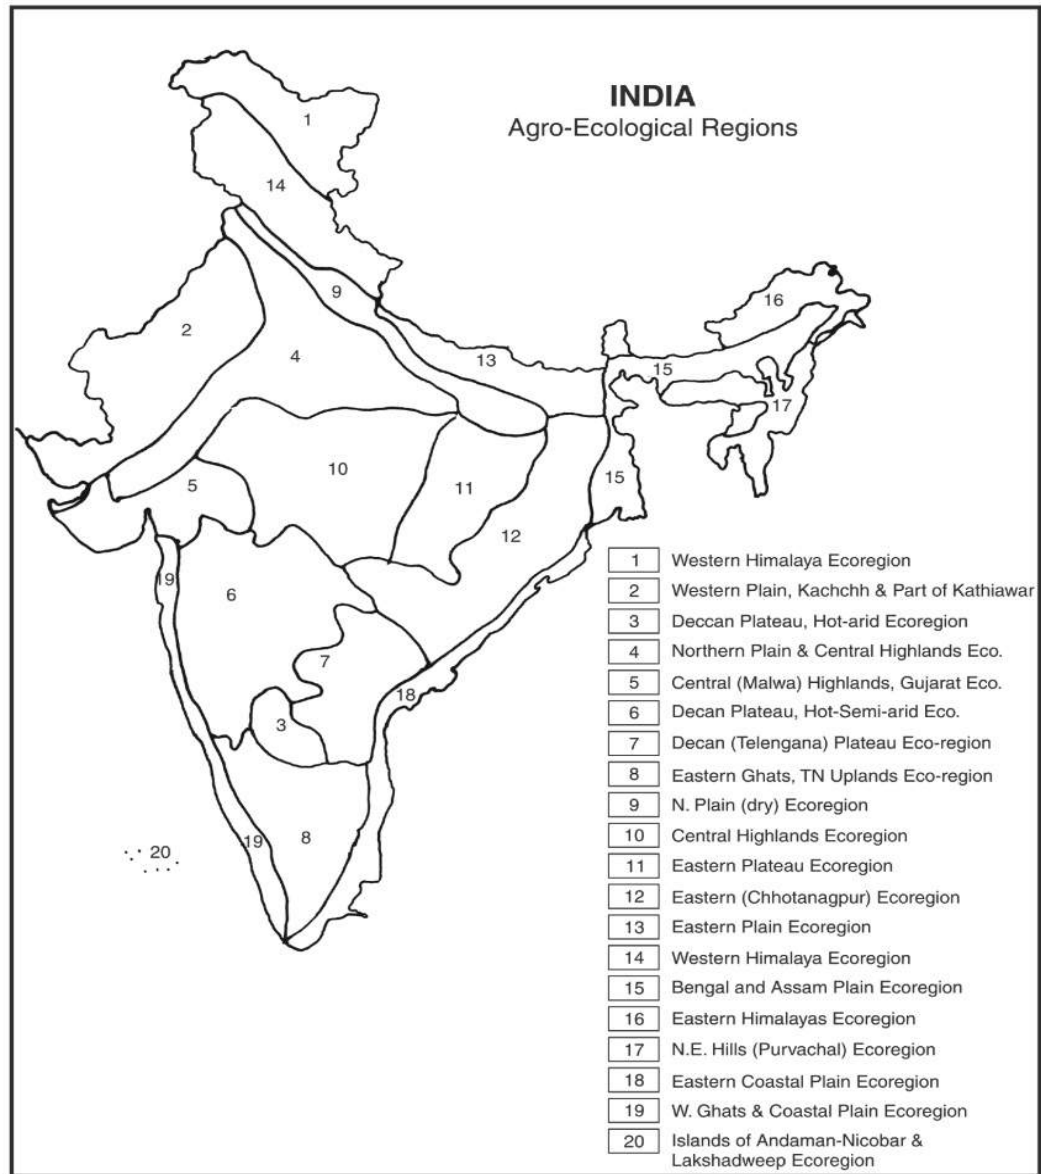 INDIA
Agro-Ecological Regions
1
14
9
2
4
13
16
15
17
10
5
11
15
12
19
6
7
18
3
19
8
20
1 Western Himalaya Ecoregion
2 Western Plain, Kachchh & Part of Kathiawar
3 Deccan Plateau, Hot-arid Ecoregion
4 Northern Plain & Central Highlands Eco.
5 Central (Malwa) Highlands, Gujarat Eco.
6 Decan Plateau, Hot-Semi-arid Eco.
7 Decan (Telengana) Plateau Eco-region
8 Eastern Ghats, TN Uplands Eco-region
9 N. Plain (dry) Ecoregion
10 Central Highlands Ecoregion
11 Eastern Plateau Ecoregion
12 Eastern (Chhotanagpur) Ecoregion
13 Eastern Plain Ecoregion
14 Western Himalaya Ecoregion
15 Bengal and Assam Plain Ecoregion
16 Eastern Himalayas Ecoregion
17 N.E. Hills (Purvachal) Ecoregion
18 Eastern Coastal Plain Ecoregion
19 W. Ghats & Coastal Plain Ecoregion
20 Islands of Andaman-Nicobar &
Lakshadweep Ecoregion